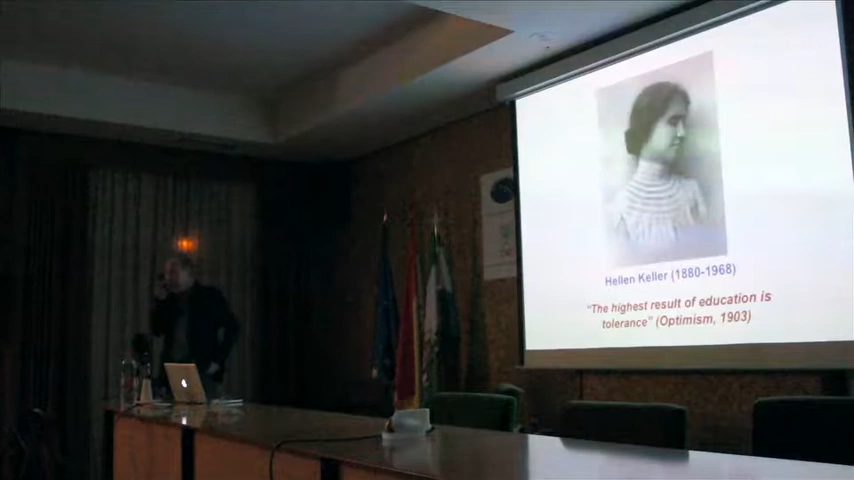 Hellen Keller (1880-1968)
"The highest result of education is
tolerance" (Optimism, 1903)